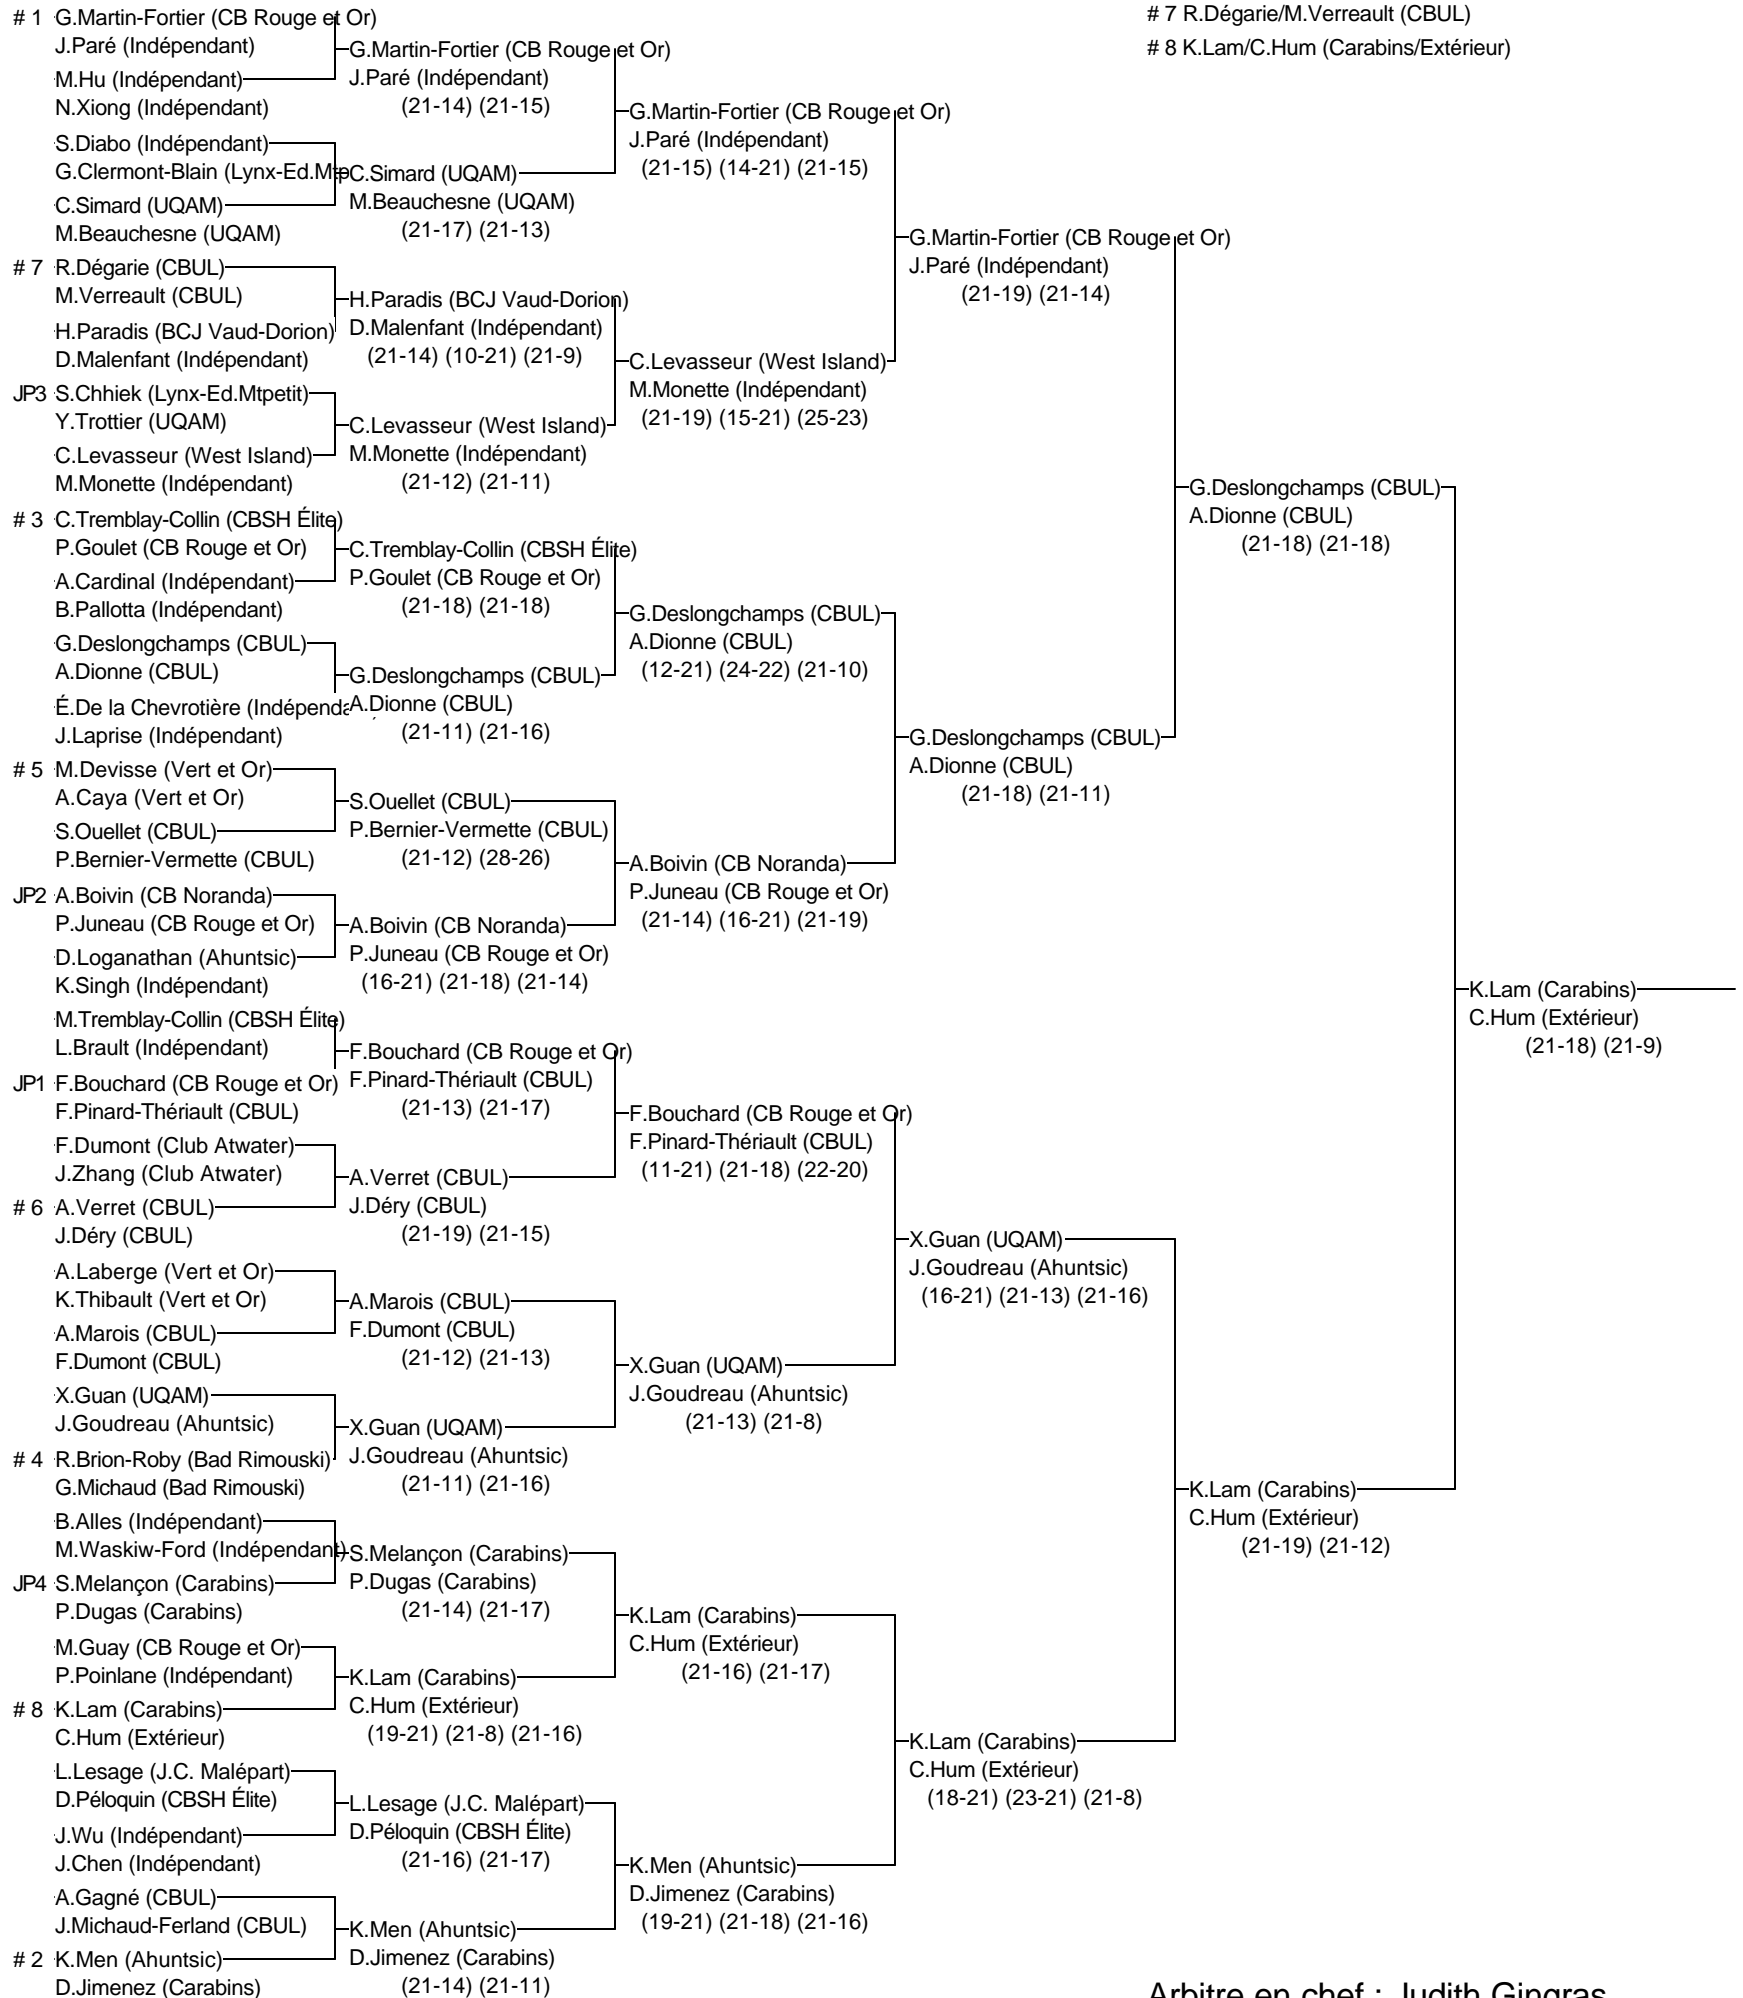 # 1 G.Martin-Fortier (CB Rouge et Or)
J.Paré (Indépendant)
M.Hu (Indépendant)
N.Xiong (Indépendant)
S.Diabo (Indépendant)
G.Clermont-Blain (Lynx-Ed.Mtp
C.Simard (UQAM)
M.Beauchesne (UQAM)
# 7 R.Dégarie (CBUL)
M.Verreault (CBUL)
H.Paradis (BCJ Vaud-Dorion)
D.Malenfant (Indépendant)
JP3 S.Chhiek (Lynx-Ed.Mtpetit)
Y.Trottier (UQAM)
C.Levasseur (West Island)
M.Monette (Indépendant)
# 3 C.Tremblay-Collin (CBSH Élite)
P.Goulet (CB Rouge et Or)
A.Cardinal (Indépendant)
B.Pallotta (Indépendant)
G.Deslongchamps (CBUL)
A.Dionne (CBUL)
É.De la Chevrotière (Indépenda
J.Laprise (Indépendant)
# 5 M.Devisse (Vert et Or)
A.Caya (Vert et Or)
S.Ouellet (CBUL)
P.Bernier-Vermette (CBUL)
JP2 A.Boivin (CB Noranda)
P.Juneau (CB Rouge et Or)
D.Loganathan (Ahuntsic)
K.Singh (Indépendant)
M.Tremblay-Collin (CBSH Élite)
L.Brault (Indépendant)
JP1 F.Bouchard (CB Rouge et Or)
F.Pinard-Thériault (CBUL)
F.Dumont (Club Atwater)
J.Zhang (Club Atwater)
# 6 A.Verret (CBUL)
J.Déry (CBUL)
A.Laberge (Vert et Or)
K.Thibault (Vert et Or)
A.Marois (CBUL)
F.Dumont (CBUL)
X.Guan (UQAM)
J.Goudreau (Ahuntsic)
# 4 R.Brion-Roby (Bad Rimouski)
G.Michaud (Bad Rimouski)
B.Alles (Indépendant)
M.Waskiw-Ford (Indépendant)
JP4 S.Melançon (Carabins)
P.Dugas (Carabins)
M.Guay (CB Rouge et Or)
P.Poinlane (Indépendant)
# 8 K.Lam (Carabins)
C.Hum (Extérieur)
L.Lesage (J.C. Malépart)
D.Péloquin (CBSH Élite)
J.Wu (Indépendant)
J.Chen (Indépendant)
A.Gagné (CBUL)
J.Michaud-Ferland (CBUL)
# 2 K.Men (Ahuntsic)
D.Jimenez (Carabins)
G.Martin-Fortier (CB Rouge et Or)
J.Paré (Indépendant)
(21-14) (21-15)
C.Simard (UQAM)
M.Beauchesne (UQAM)
(21-17) (21-13)
H.Paradis (BCJ Vaud-Dorion)
D.Malenfant (Indépendant)
(21-14) (10-21) (21-9)
C.Levasseur (West Island)
M.Monette (Indépendant)
(21-12) (21-11)
C.Tremblay-Collin (CBSH Élite)
P.Goulet (CB Rouge et Or)
(21-18) (21-18)
G.Deslongchamps (CBUL)
A.Dionne (CBUL)
(21-11) (21-16)
S.Ouellet (CBUL)
P.Bernier-Vermette (CBUL)
(21-12) (28-26)
A.Boivin (CB Noranda)
P.Juneau (CB Rouge et Or)
(16-21) (21-18) (21-14)
F.Bouchard (CB Rouge et Or)
F.Pinard-Thériault (CBUL)
(21-13) (21-17)
A.Verret (CBUL)
J.Déry (CBUL)
(21-19) (21-15)
A.Marois (CBUL)
F.Dumont (CBUL)
(21-12) (21-13)
X.Guan (UQAM)
J.Goudreau (Ahuntsic)
(21-11) (21-16)
S.Melançon (Carabins)
P.Dugas (Carabins)
(21-14) (21-17)
K.Lam (Carabins)
C.Hum (Extérieur)
(19-21) (21-8) (21-16)
L.Lesage (J.C. Malépart)
D.Péloquin (CBSH Élite)
(21-16) (21-17)
K.Men (Ahuntsic)
D.Jimenez (Carabins)
(21-14) (21-11)
G.Martin-Fortier (CB Rouge et Or)
J.Paré (Indépendant)
(21-15) (14-21) (21-15)
C.Levasseur (West Island)
M.Monette (Indépendant)
(21-19) (15-21) (25-23)
G.Deslongchamps (CBUL)
A.Dionne (CBUL)
(12-21) (24-22) (21-10)
A.Boivin (CB Noranda)
P.Juneau (CB Rouge et Or)
(21-14) (16-21) (21-19)
F.Bouchard (CB Rouge et Or)
F.Pinard-Thériault (CBUL)
(11-21) (21-18) (22-20)
X.Guan (UQAM)
J.Goudreau (Ahuntsic)
(21-13) (21-8)
K.Lam (Carabins)
C.Hum (Extérieur)
(21-16) (21-17)
K.Men (Ahuntsic)
D.Jimenez (Carabins)
(19-21) (21-18) (21-16)
G.Martin-Fortier (CB Rouge et Or)
J.Paré (Indépendant)
(21-19) (21-14)
G.Deslongchamps (CBUL)
A.Dionne (CBUL)
(21-18) (21-11)
X.Guan (UQAM)
J.Goudreau (Ahuntsic)
(16-21) (21-13) (21-16)
K.Lam (Carabins)
C.Hum (Extérieur)
(18-21) (23-21) (21-8)
# 7 R.Dégarie/M.Verreault (CBUL)
# 8 K.Lam/C.Hum (Carabins/Extérieur)
G.Deslongchamps (CBUL)
A.Dionne (CBUL)
(21-18) (21-18)
K.Lam (Carabins)
C.Hum (Extérieur)
(21-19) (21-12)
K.Lam (Carabins)
C.Hum (Extérieur)
(21-18) (21-9)
Arbitre en chef : Judith Gingras